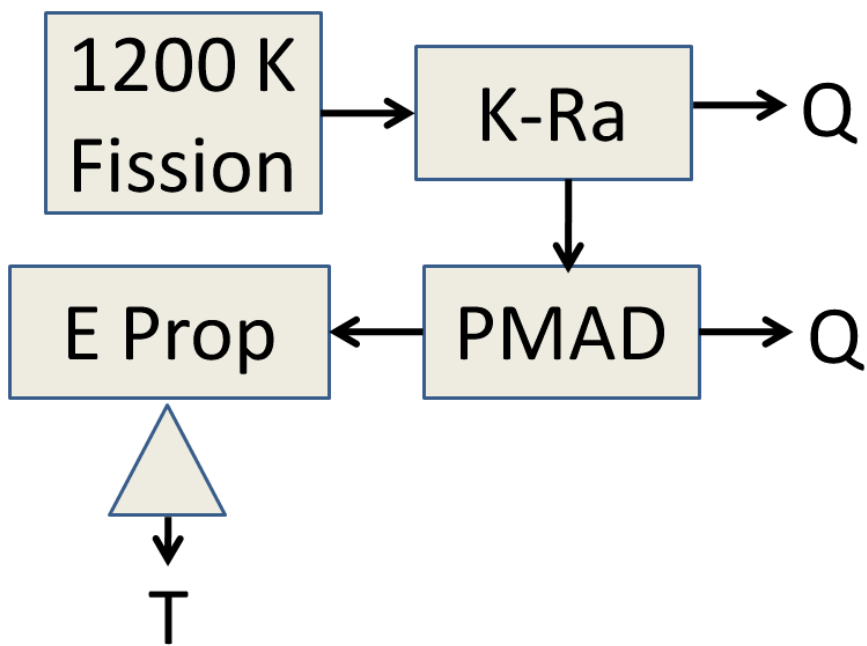 1200 K
Fission
K-Ra
Q
E Prop
PMAD
Q
T